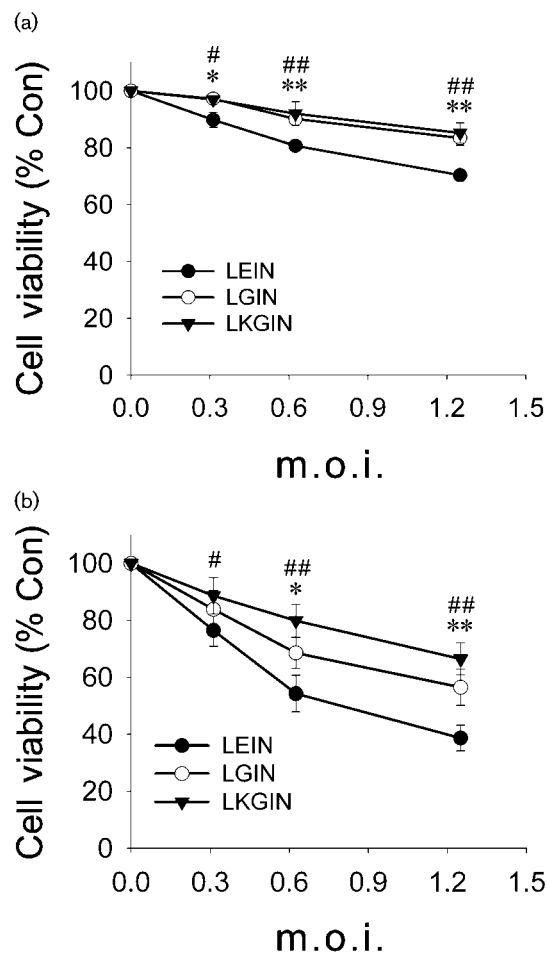 (a)
# ## ##
* ** **
100
80
60
40
20
0
Cell viability (% Con)
LEIN
LGIN
LKGIN
0.0 0.3 0.6 0.9 1.2 1.5
m.o.i.
(b)
# ## ##
* **
100
80
60
40
20
0
Cell viability (% Con)
LEIN
LGIN
LKGIN
0.0 0.3 0.6 0.9 1.2 1.5
m.o.i.